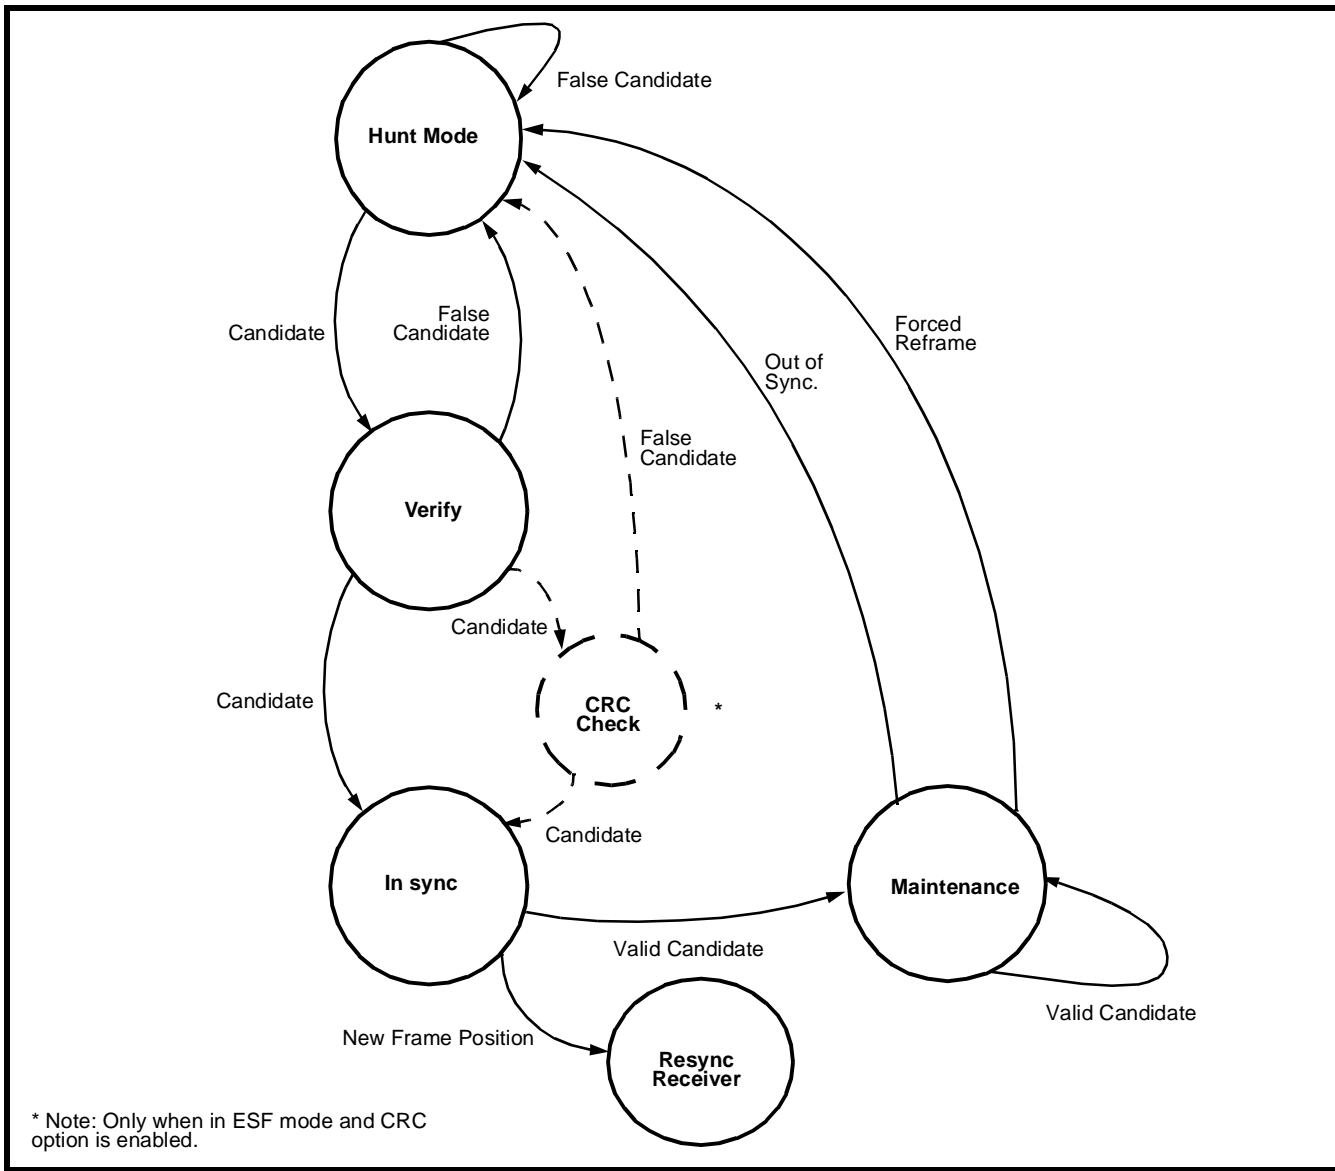 False Candidate
Hunt Mode
Candidate
False
Candidate
Forced
Reframe
Out of
Sync.
False
Candidate
Verify
Candidate
Candidate
CRC
Check
*
Candidate
In sync
Maintenance
Valid Candidate
Valid Candidate
New Frame Position
Resync
Receiver
* Note: Only when in ESF mode and CRC
option is enabled.